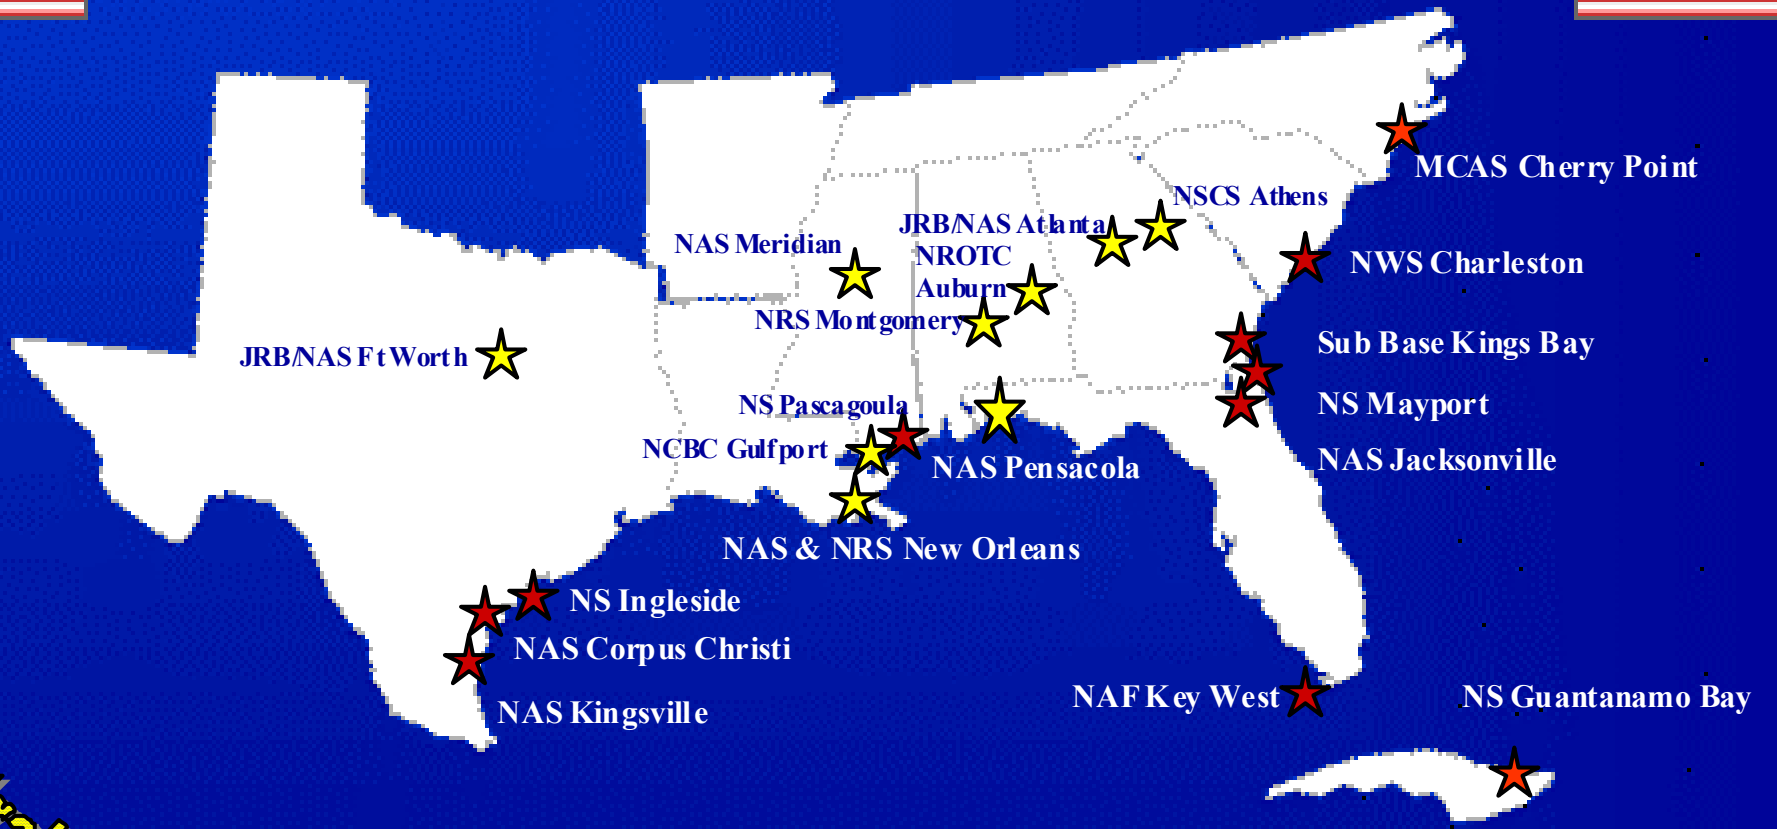 MCAS Cherry Point
NSCS Athens
JRB/NAS Atlanta
NAS Meridian
NROTC
Auburn
NWS Charleston
NRS Montgomery
Sub Base Kings Bay
JRB/NAS Ft Worth
NS Pascagoula
NS Mayport
NCBC Gulfport
NAS Pensacola
NAS Jacksonville
NAS & NRS New Orleans
NS Ingleside
NAS Corpus Christi
NAF Key West
NS Guantanamo Bay
NAS Kingsville